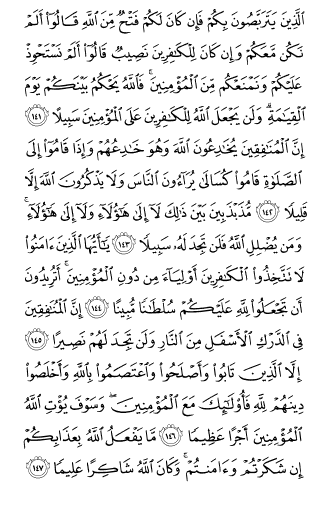 ٱلَّذِينَ يَتَرَبَّصُونَ بِكُمْ فَإِن كَانَ لَكُمْ فَتْحٌ مِّنَ ٱللَّهِ قَالُوٓا۟ أَلَمْ
نَكُن مَّعَكُمْ وَإِن كَانَ لِلْكَٰفِرِينَ نَصِيبٌ قَالُوٓا۟ أَلَمْ نَسْتَحْوِذْ
عَلَيْكُمْ وَنَمْنَعْكُم مِّنَ ٱلْمُؤْمِنِينَ ۚ فَٱللَّهُ يَحْكُمُ بَيْنَكُمْ يَوْمَ
ٱلْقِيَٰمَةِ ۗ وَلَن يَجْعَلَ ٱللَّهُ لِلْكَٰفِرِينَ عَلَى ٱلْمُؤْمِنِينَ سَبِيلًا ١٤١
إِنَّ ٱلْمُنَٰفِقِينَ يُخَٰدِعُونَ ٱللَّهَ وَهُوَ خَٰدِعُهُمْ وَإِذَا قَامُوٓا۟ إِلَى
ٱلصَّلَوٰةِ قَامُوا۟ كُسَالَىٰ يُرَآءُونَ ٱلنَّاسَ وَلَا يَذْكُرُونَ ٱللَّهَ إِلَّا
قَلِيلًا ١٤٢ مُّذَبْذَبِينَ بَيْنَ ذَٰلِكَ لَآ إِلَىٰ هَٰٓؤُلَآءِ وَلَآ إِلَىٰ هَٰٓؤُلَآءِ ۚ
وَمَن يُضْلِلِ ٱللَّهُ فَلَن تَجِدَ لَهُۥ سَبِيلًا ١٤٣ يَٰٓأَيُّهَا ٱلَّذِينَ ءَامَنُوا۟
لَا تَتَّخِذُوا۟ ٱلْكَٰفِرِينَ أَوْلِيَآءَ مِن دُونِ ٱلْمُؤْمِنِينَ ۚ أَتُرِيدُونَ
أَن تَجْعَلُوا۟ لِلَّهِ عَلَيْكُمْ سُلْطَٰنًا مُّبِينًا ١٤٤ إِنَّ ٱلْمُنَٰفِقِينَ
فِى ٱلدَّرْكِ ٱلْأَسْفَلِ مِنَ ٱلنَّارِ وَلَن تَجِدَ لَهُمْ نَصِيرًا ١٤٥
إِلَّا ٱلَّذِينَ تَابُوا۟ وَأَصْلَحُوا۟ وَٱعْتَصَمُوا۟ بِٱللَّهِ وَأَخْلَصُوا۟
دِينَهُمْ لِلَّهِ فَأُو۟لَٰٓئِكَ مَعَ ٱلْمُؤْمِنِينَ ۖ وَسَوْفَ يُؤْتِ ٱللَّهُ
ٱلْمُؤْمِنِينَ أَجْرًا عَظِيمًا ١٤٦ مَّا يَفْعَلُ ٱللَّهُ بِعَذَابِكُمْ
إِن شَكَرْتُمْ وَءَامَنتُمْ ۚ وَكَانَ ٱللَّهُ شَاكِرًا عَلِيمًا ١٤٧